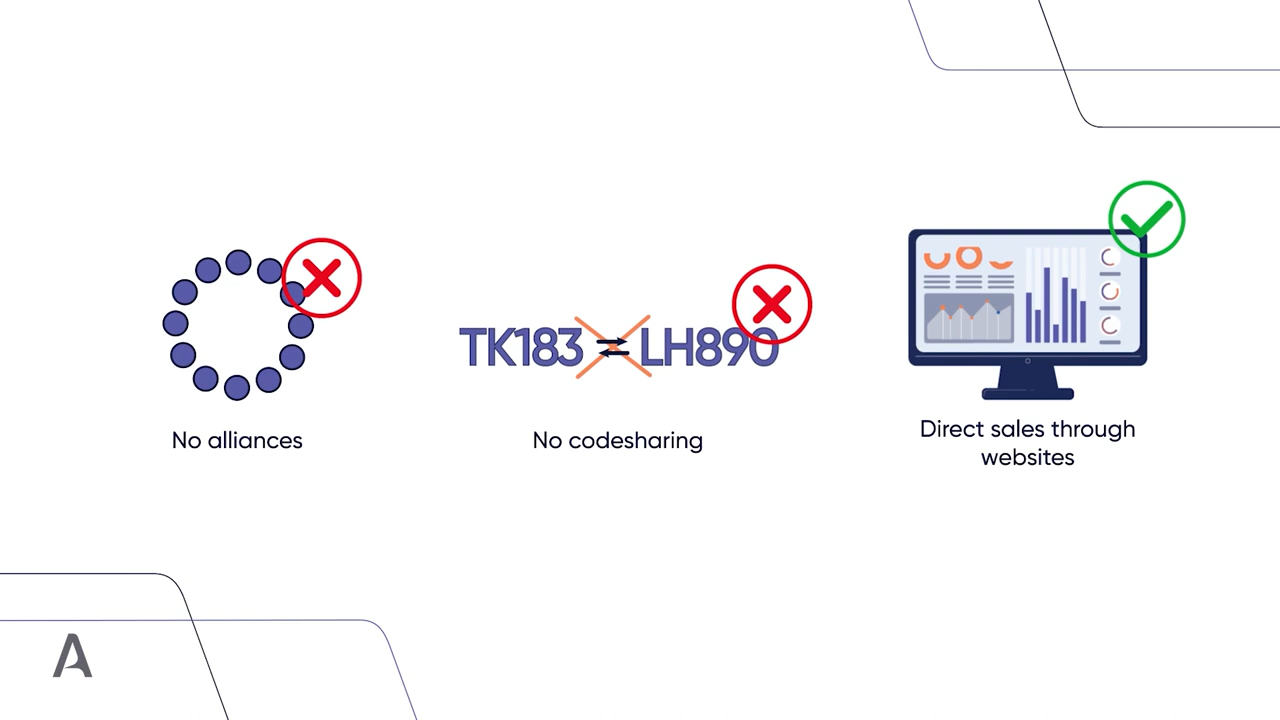 TK183 LH890
No alliances
No codesharing
Direct sales through
websites